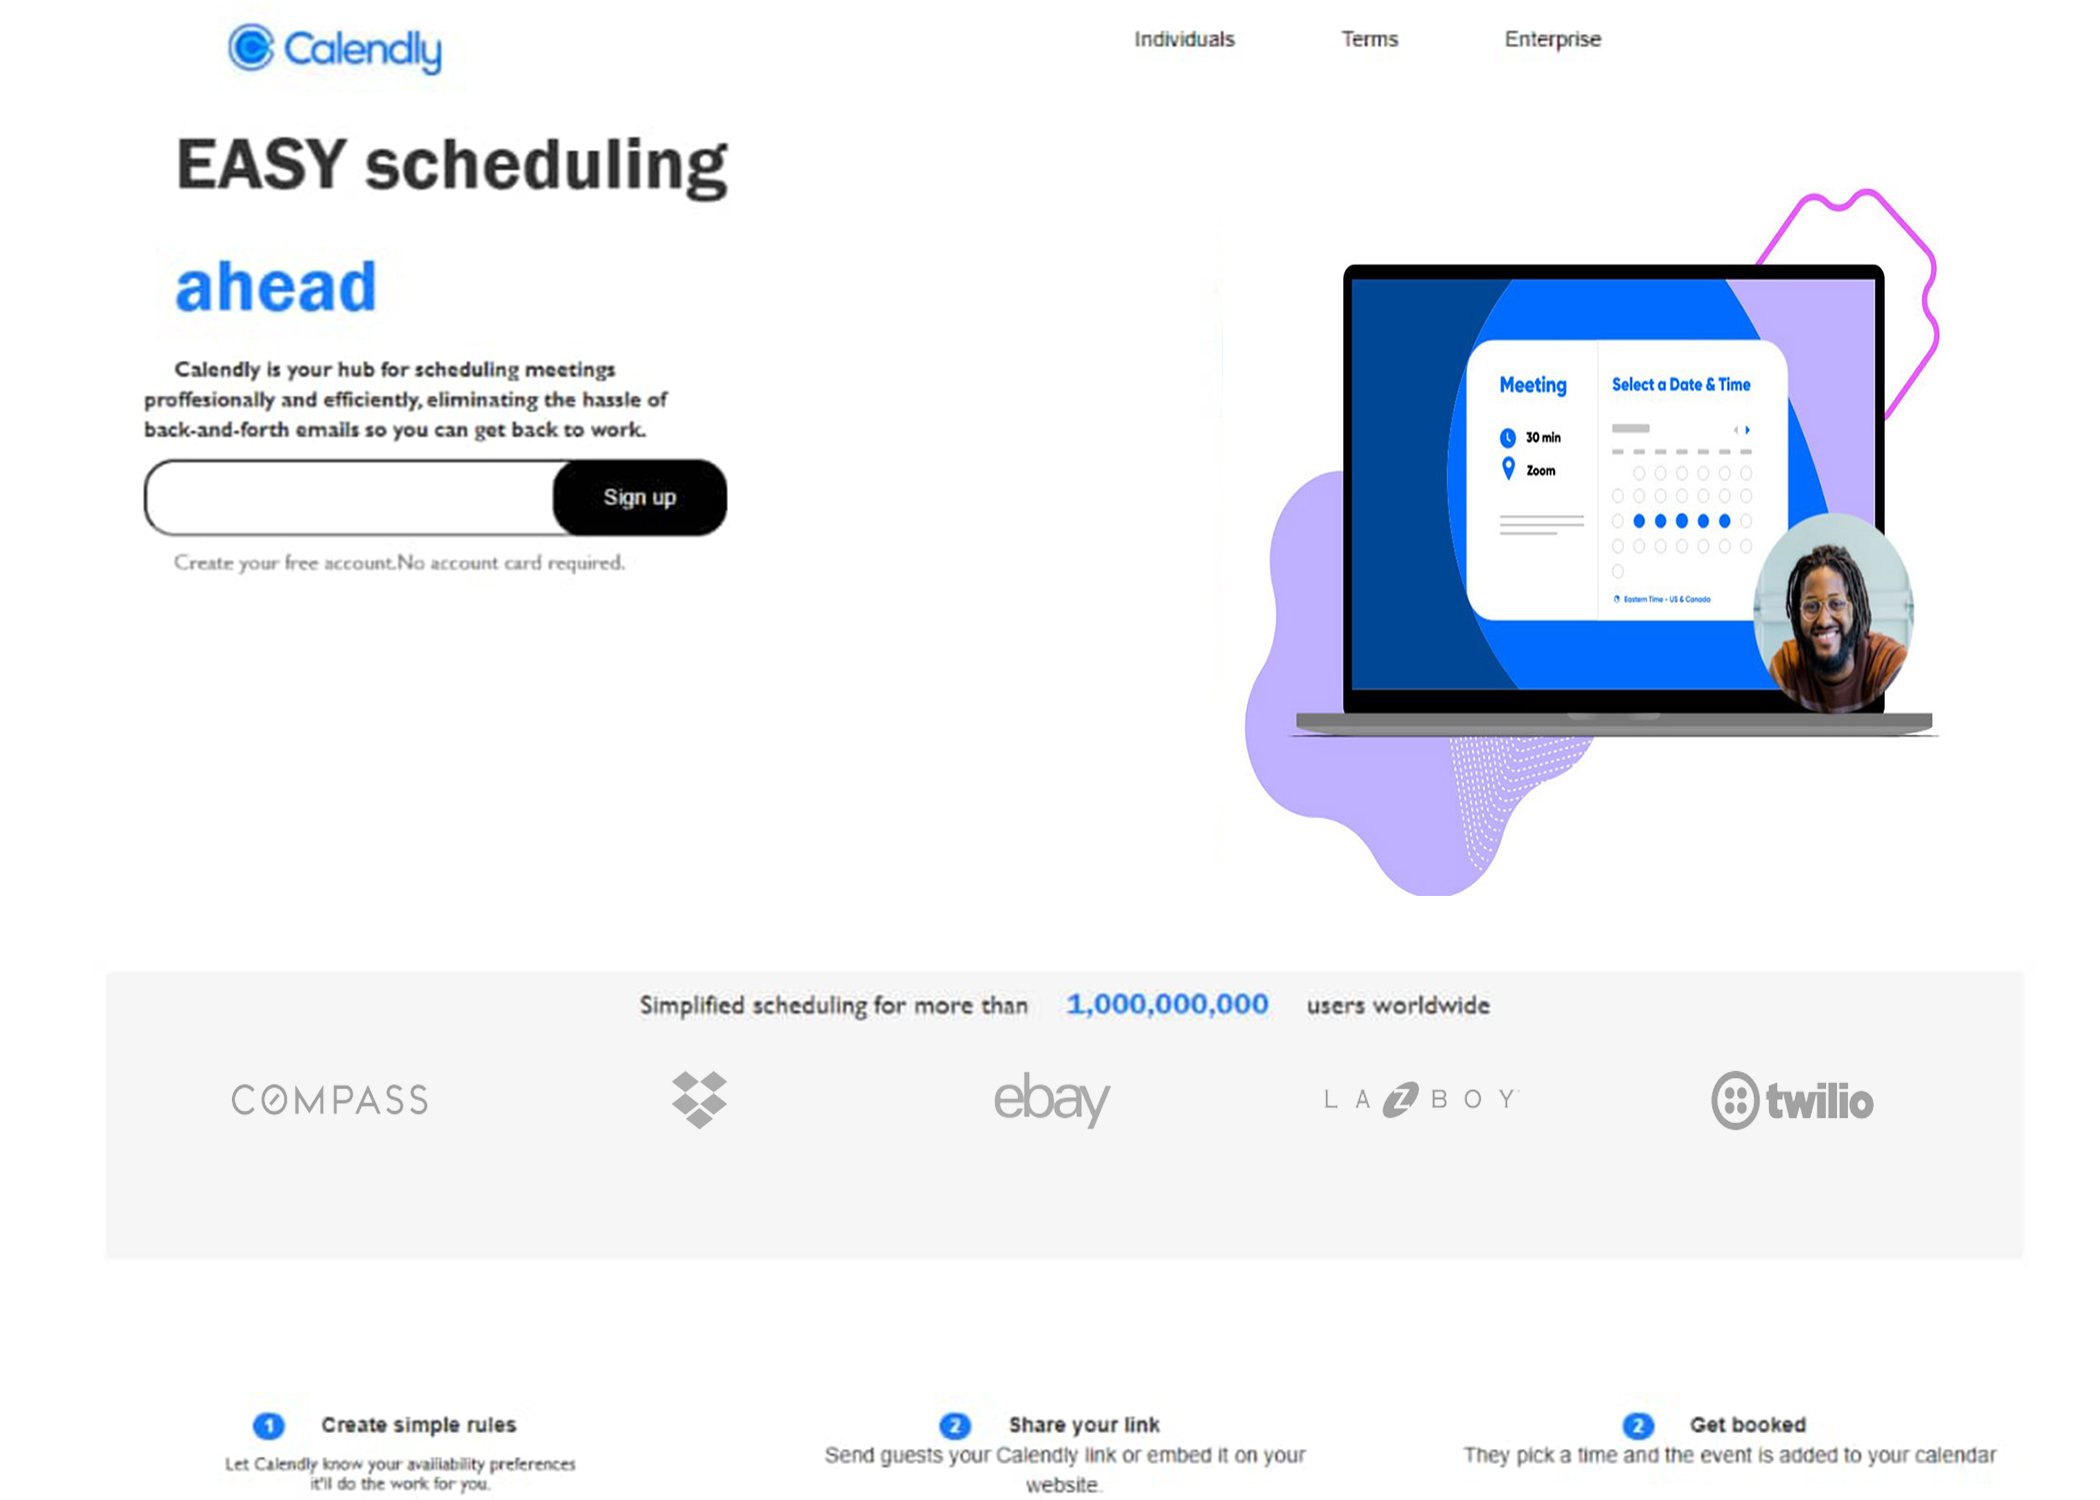 Calendly
Individuals
Terms
Enterprise
EASY scheduling
ahead
Calendly is your hub for scheduling meetings
proffesionally and efficiently, eliminating the hassle of
back-and-forth emails so you can get back to work.
Sign up
Create your free account.No account card required.
Meeting
30 min
Zoom
Select a Date & Time
Eastern Time - US & Canada
Simplified scheduling for more than 1,000,000,000 users worldwide
COMPASS
ebay
LA Z BOY
twilio
1 Create simple rules
Let Calendly know your availiability preferences
it'll do the work for you.
2 Share your link
Send guests your Calendly link or embed it on your
website.
2 Get booked
They pick a time and the event is added to your calendar